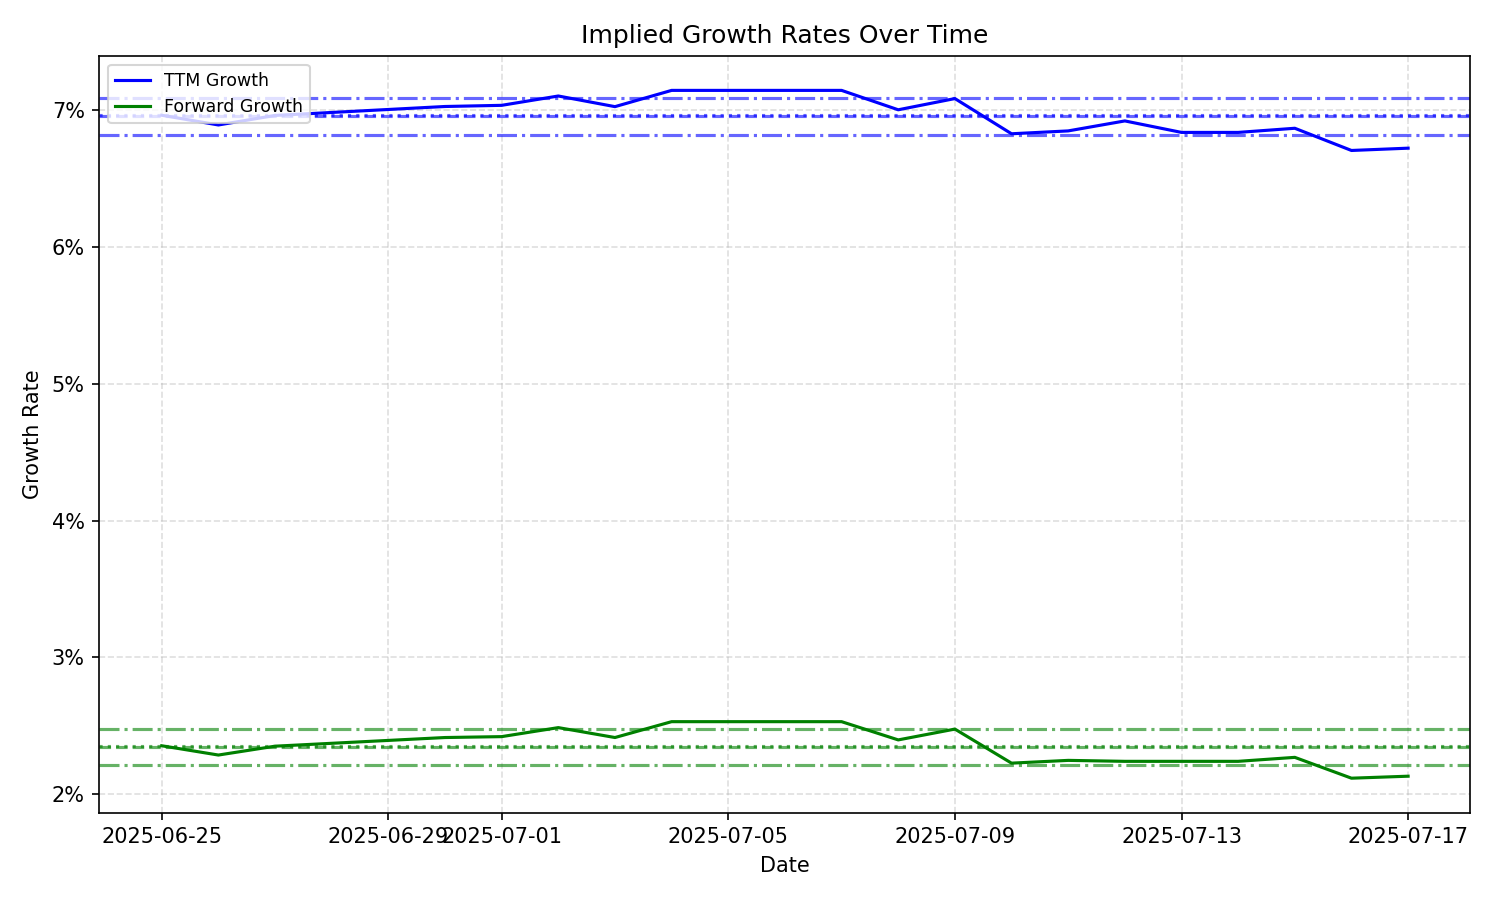 Implied Growth Rates Over Time
TTM Growth
Forward Growth
7%
6%
5%
4%
3%
2%
Growth Rate
2025-06-25
2025-06-29
2025-07-01
2025-07-05
2025-07-09
2025-07-13
2025-07-17
Date